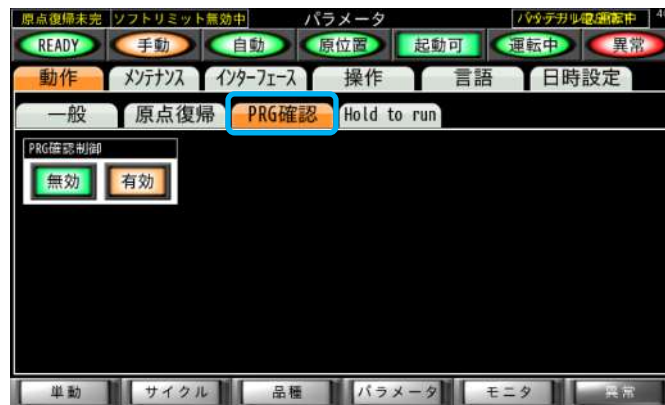 原点復帰未完 ソフトリミット無効中 パラメータ
READY 手動 自動 原位置 起動可 運転中 異常
動作 メンテナンス インターフェース 操作 言語 日時設定
一般 原点復帰 PRG確認 Hold to run
PRG確認制御
無効 有効
単動 サイクル 品種 パラメータ モニタ 異常